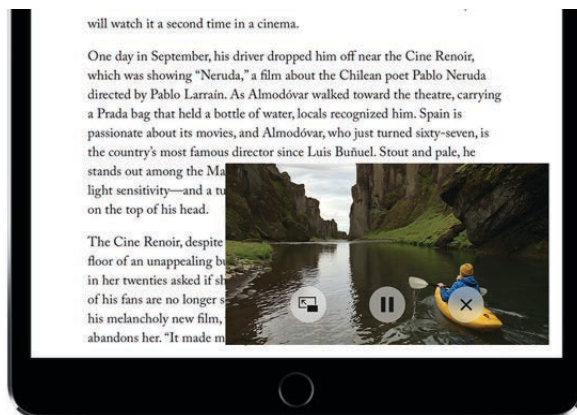 will watch it a second time in a cinema.
One day in September, his driver dropped him off near the Cine Renoir,
which was showing “Neruda,” a film about the Chilean poet Pablo Neruda
directed by Pablo Larraín. As Almodóvar walked toward the theatre, carrying
a Prada bag that held a bottle of water, locals recognized him. Spain is
passionate about its movies, and Almodóvar, who just turned sixty-seven, is
the country’s most famous director since Luis Buñuel. Stout and pale, he
stands out among the Ma
light sensitivity—and a tu
on the top of his head.
The Cine Renoir, despite
floor of an unappealing bu
in her twenties asked if sh
of his fans are no longer s
his melancholy new film,
abandons her. “It made m